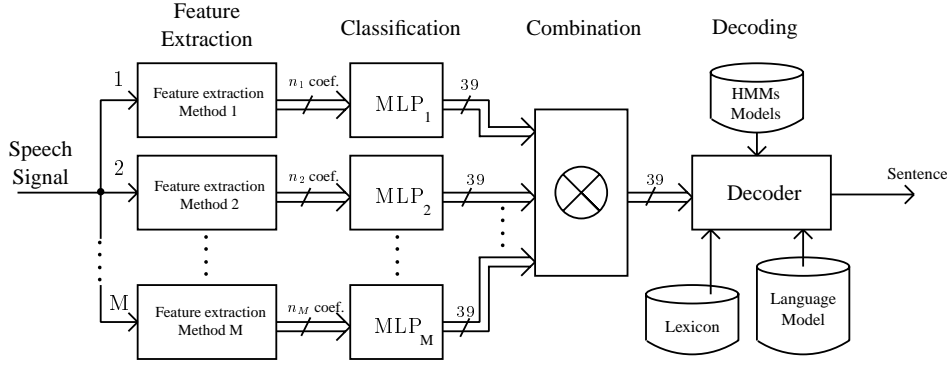 Feature
Extraction
Classification
Combination
Decoding
1
Feature extraction
Method 1
n1 coef.
MLP1
39
HMMs
Models
Speech
Signal
2
Feature extraction
Method 2
n2 coef.
MLP2
39
39
Decoder
Sentence
M
Feature extraction
Method M
nM coef.
MLPM
39
Lexicon
Language
Model